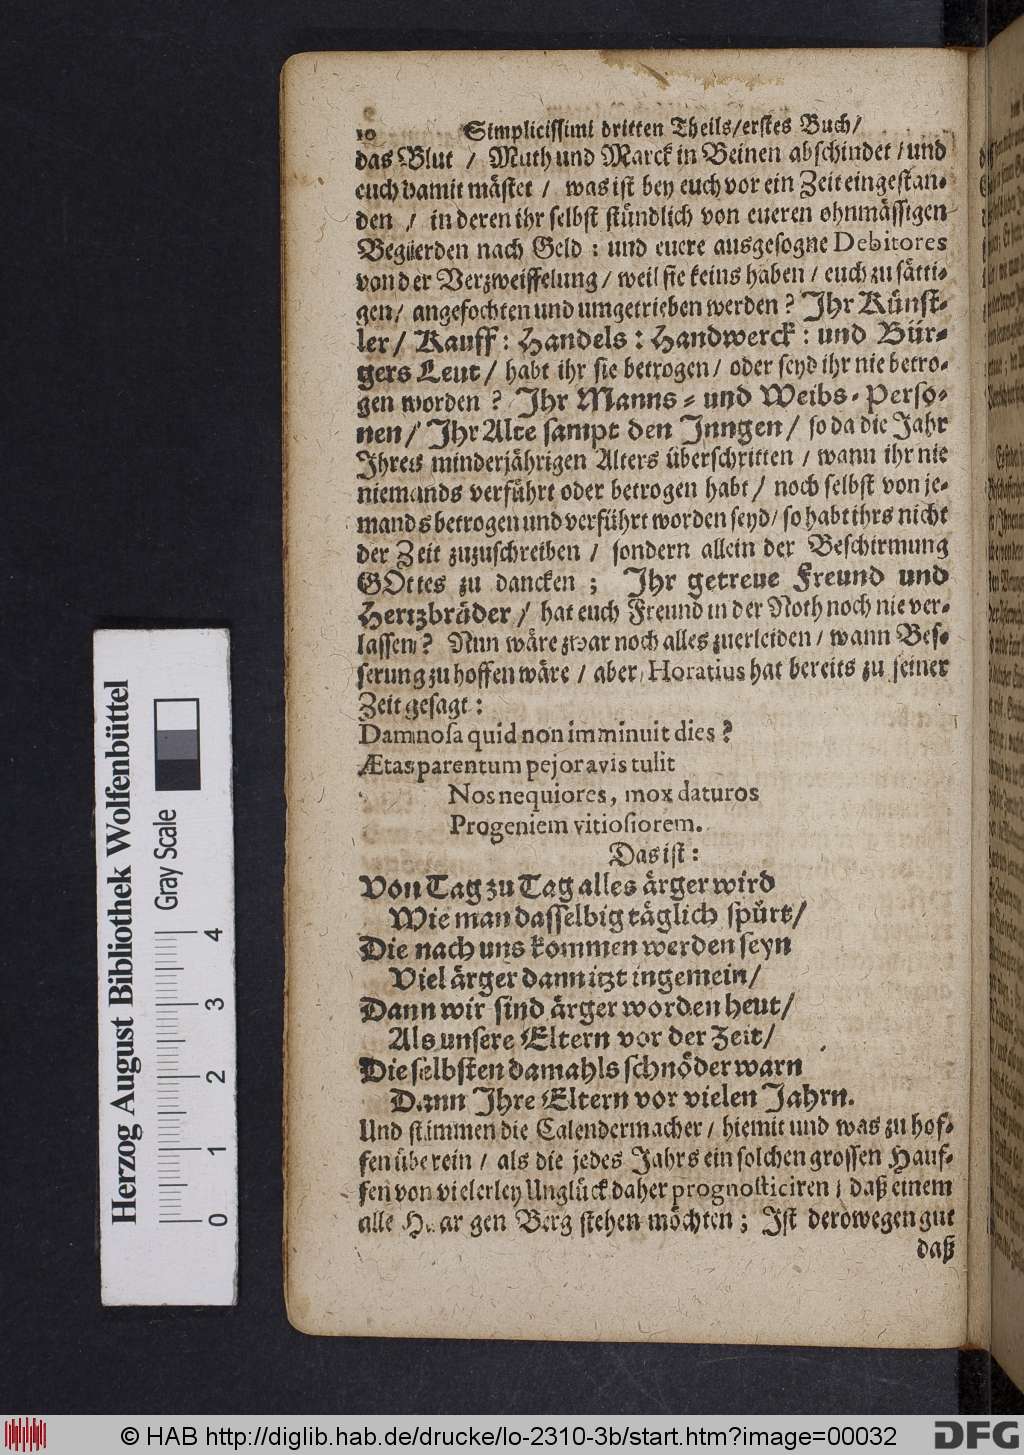 10 Simplicissimi dritten Theils/erstes Buch/
das Blut / Muth und Marck in Beinen abschindet / und
euch damit mästet / was ist bey euch vor ein Zeit eingestan-
den / in deren ihr selbst stündlich von eueren ohnmässigen
Begierden nach Geld : und euere ausgesogne Debitores
von der Verzweiffelung / weil sie keins haben / euch zu sätti-
gen / angefochten und umgetrieben werden ? Ihr Künst-
ler / Kauff : Handels : Handwerck : und Bür-
gers Leut / habt ihr sie betrogen / oder seyd ihr nie betro-
gen worden ? Ihr Manns - und Weibs-Perso-
nen / Ihr Alte sampt den Inngen / so da die Jahr
Ihres minderjährigen Alters überschritten / wann ihr nie
niemands verführt oder betrogen habt / noch selbst von je-
mands betrogen und verführt worden seyd / so habt ihrs nicht
der Zeit zuzuschreiben / sondern allein der Beschirmung
GOttes zu dancken ; Ihr getreue Freund und
Hertzbrüder / hat euch Freund in der Noth noch nie ver-
lassen ? Nun wäre zwar noch alles zuerleiden / wann Bes-
serung zu hoffen wäre / aber / Horatius hat bereits zu seiner
Zeit gesagt :
Damnosa quid non imminuit dies ?
Ætas parentum pejor avis tulit
Nos nequiores, mox daturos
Progeniem vitiosiorem.
Das ist :
Von Tag zu Tag alles ärger wird
Wie man dasselbig täglich spürt /
Die nach uns kommen werden seyn
Viel ärger dann itzt ingemein /
Dann wir sind ärger worden heut /
Als unsere Eltern vor der Zeit /
Die selbsten damahls schnöder warn
Dann Ihre Eltern vor vielen Jahrn.
Und stimmen die Calendermacher / hiemit und was zu hof-
fen überein / als die jedes Jahrs ein solchen grossen Hauf-
fen von vielerley Unglück daher prognosticiren / daß einem
alle Haar gen Berg stehen möchten ; Ist derowegen gut
daß
Herzog August Bibliothek Wolfenbüttel
Gray Scale
0 1 2 3 4
© HAB http://diglib.hab.de/drucke/lo-2310-3b/start.htm?image=00032
DFG